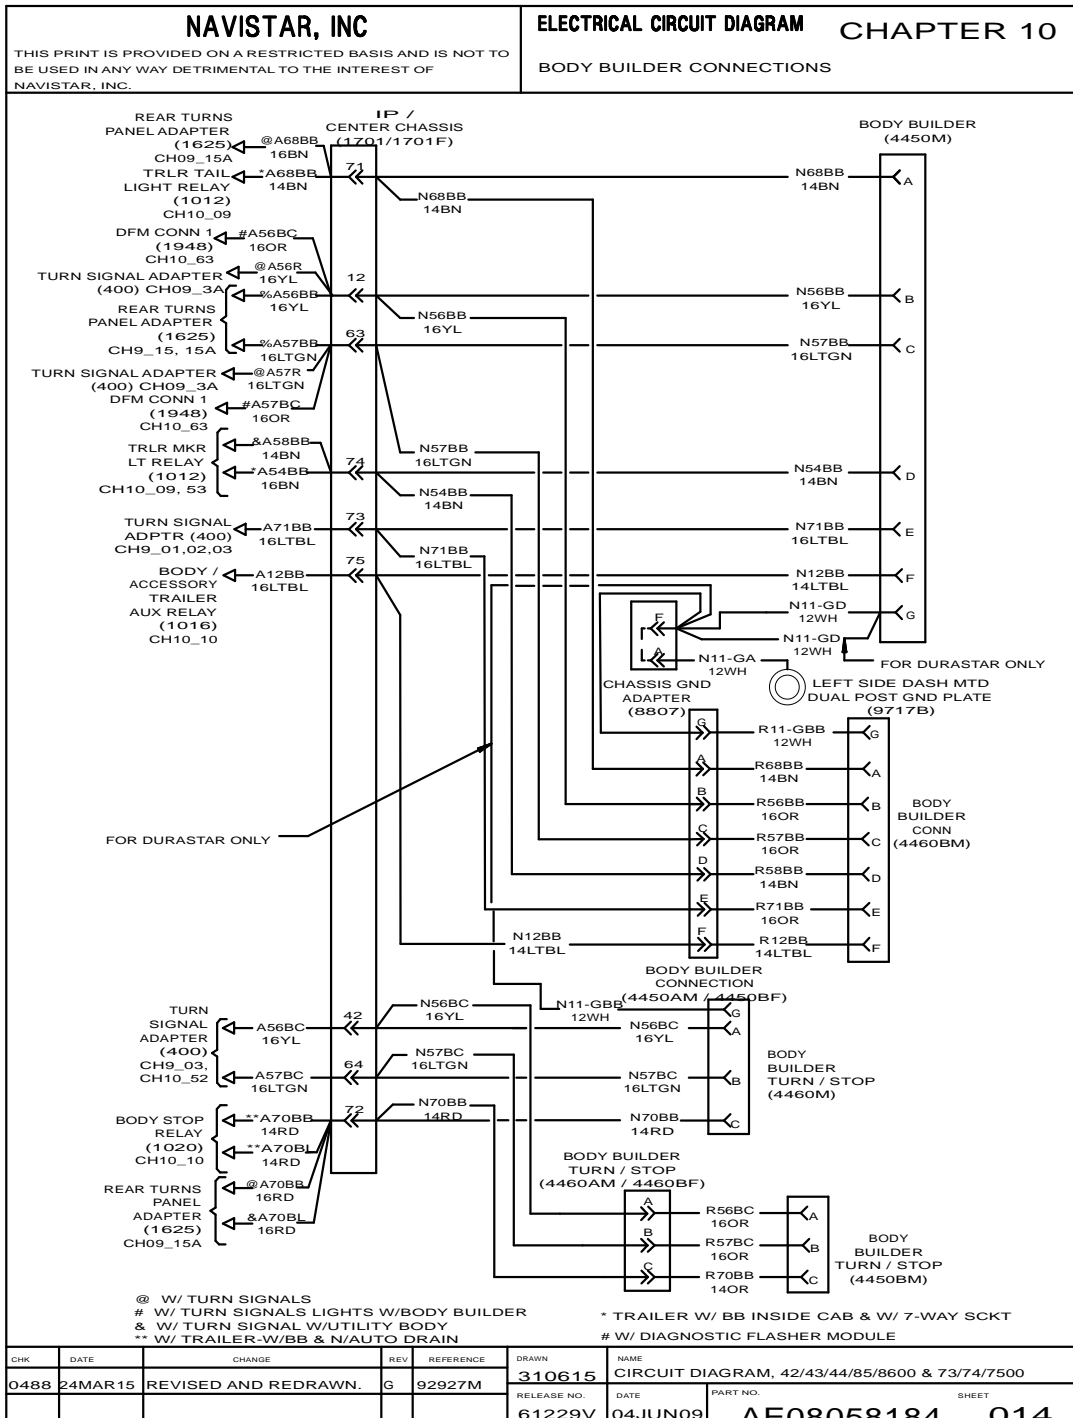 NAVISTAR, INC
THIS PRINT IS PROVIDED ON A RESTRICTED BASIS AND IS NOT TO
BE USED IN ANY WAY DETRIMENTAL TO THE INTEREST OF
NAVISTAR, INC.
ELECTRICAL CIRCUIT DIAGRAM
CHAPTER 10
BODY BUILDER CONNECTIONS
REAR TURNS
PANEL ADAPTER
(1625)
CH09_15A
@A68BB
16BN
TRLR TAIL
LIGHT RELAY
(1012)
CH10_09
*A68BB
14BN
DFM CONN 1
(1948)
CH10_63
#A56BC
16OR
TURN SIGNAL ADAPTER
(400) CH09_3A
@A56R
16YL
REAR TURNS
PANEL ADAPTER
(1625)
CH9_15, 15A
%A56BB
16YL
%A57BB
16LTGN
TURN SIGNAL ADAPTER
(400) CH09_3A
@A57R
16LTGN
DFM CONN 1
(1948)
CH10_63
#A57BC
16OR
TRLR MKR
LT RELAY
(1012)
CH10_09, 53
&A58BB
14BN
*A54BB
16BN
TURN SIGNAL
ADPTR (400)
CH9_01,02,03
A71BB
16LTBL
BODY /
ACCESSORY
TRAILER
AUX RELAY
(1016)
CH10_10
A12BB
16LTBL
IP /
CENTER CHASSIS
(1701/1701F)
71
12
63
74
73
75
42
64
72
N68BB
14BN
N56BB
16YL
N57BB
16LTGN
N54BB
14BN
N71BB
16LTBL
BODY BUILDER
(4450M)
N68BB
14BN
A
N56BB
16YL
B
N57BB
16LTGN
C
N54BB
14BN
D
N71BB
16LTBL
E
N12BB
14LTBL
F
N11-GD
12WH
G
N11-GD
12WH
FOR DURASTAR ONLY
F
A
N11-GA
12WH
CHASSIS GND
ADAPTER
(8807)
LEFT SIDE DASH MTD
DUAL POST GND PLATE
(9717B)
G
R11-GBB
12WH
G
A
R68BB
14BN
A
B
R56BB
16OR
B
C
R57BB
16OR
C
D
R58BB
14BN
D
E
R71BB
16OR
E
F
R12BB
14LTBL
F
BODY
BUILDER
CONN
(4460BM)
FOR DURASTAR ONLY
N12BB
14LTBL
BODY BUILDER
CONNECTION
(4450AM / 4450BF)
TURN
SIGNAL
ADAPTER
(400)
CH9_03,
CH10_52
A56BC
16YL
A57BC
16LTGN
N56BC
16YL
N57BC
16LTGN
N70BB
14RD
N11-GBB
12WH
G
N56BC
16YL
A
N57BC
16LTGN
B
N70BB
14RD
C
BODY
BUILDER
TURN / STOP
(4460M)
BODY STOP
RELAY
(1020)
CH10_10
**A70BB
14RD
**A70BL
14RD
REAR TURNS
PANEL
ADAPTER
(1625)
CH09_15A
@A70BB
16RD
&A70BL
16RD
BODY BUILDER
TURN / STOP
(4460AM / 4460BF)
A
R56BC
16OR
A
B
R57BC
16OR
B
C
R70BB
14OR
C
BODY
BUILDER
TURN / STOP
(4450BM)
@ W/ TURN SIGNALS
# W/ TURN SIGNALS LIGHTS W/BODY BUILDER
& W/ TURN SIGNAL W/UTILITY BODY
** W/ TRAILER-W/BB & N/AUTO DRAIN
* TRAILER W/ BB INSIDE CAB & W/ 7-WAY SCKT
# W/ DIAGNOSTIC FLASHER MODULE
CHK DATE CHANGE REV REFERENCE
0488 24MAR15 REVISED AND REDRAWN. G 92927M
DRAWN
310615
NAME
CIRCUIT DIAGRAM, 42/43/44/85/8600 & 73/74/7500
RELEASE NO.
61229V
DATE
04JUN09
PART NO.
AE08058184
SHEET
014